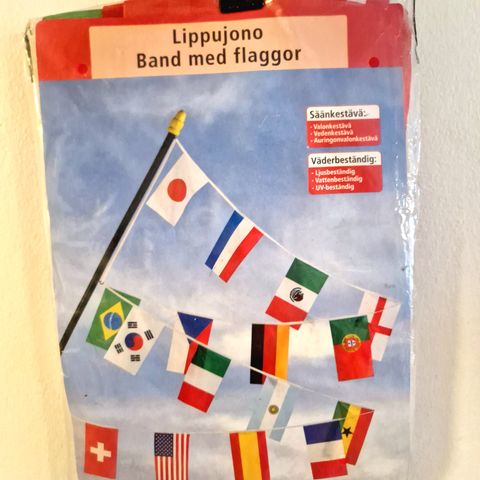 Lippujono
Band med flaggor
Säänkestävä:
- Valonkestävä
- Vedenkestävä
- Auringonvalonkestävä
Väderbeständig:
- Ljusbeständig
- Vattenbeständig
- UV-beständig